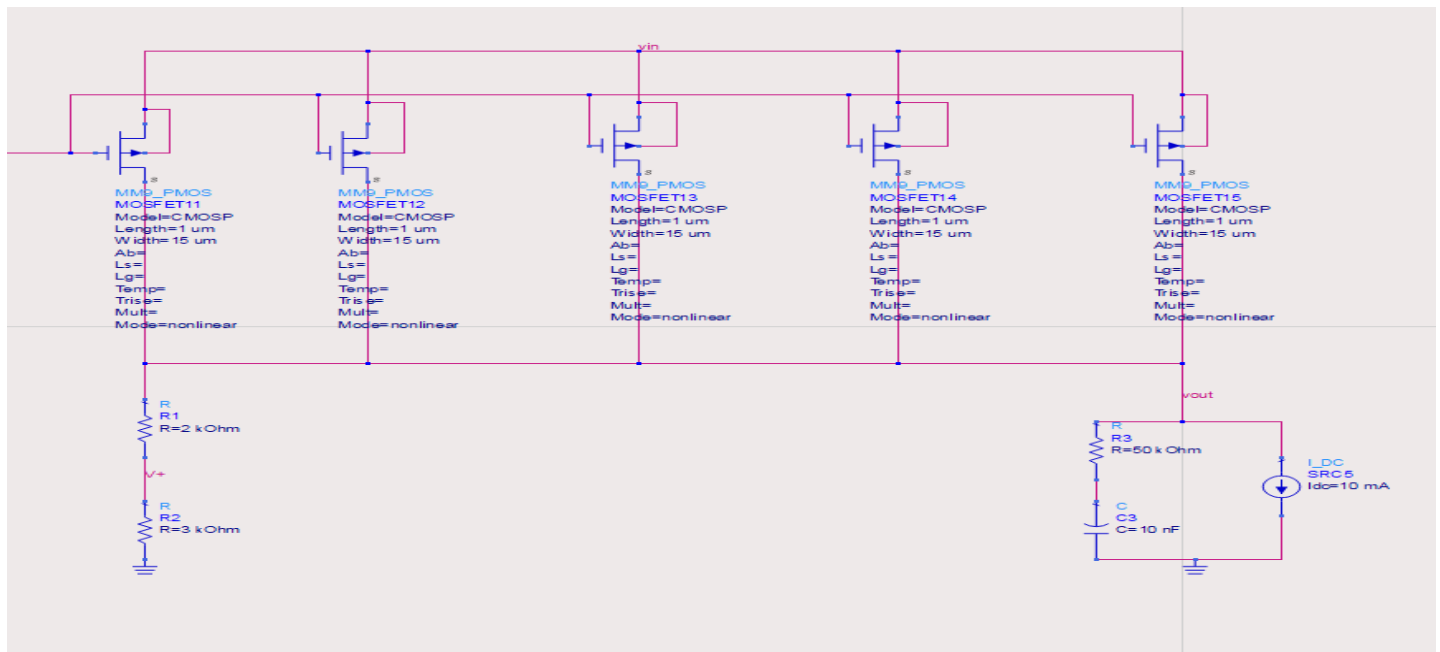 vin
S
MM9_PMOS
MOSFET11
Model=CMOSP
Length=1 um
Width=15 um
Ab=
Ls=
Lg=
Temp=
Trise=
Mult=
Mode=nonlinear
S
MM9_PMOS
MOSFET12
Model=CMOSP
Length=1 um
Width=15 um
Ab=
Ls=
Lg=
Temp=
Trise=
Mult=
Mode=nonlinear
S
MM9_PMOS
MOSFET13
Model=CMOSP
Length=1 um
Width=15 um
Ab=
Ls=
Lg=
Temp=
Trise=
Mult=
Mode=nonlinear
S
MM9_PMOS
MOSFET14
Model=CMOSP
Length=1 um
Width=15 um
Ab=
Ls=
Lg=
Temp=
Trise=
Mult=
Mode=nonlinear
S
MM9_PMOS
MOSFET15
Model=CMOSP
Length=1 um
Width=15 um
Ab=
Ls=
Lg=
Temp=
Trise=
Mult=
Mode=nonlinear
R
R1
R=2 kOhm
V+
R
R2
R=3 kOhm
vout
R
R3
R=50 kOhm
C
C3
C=10 nF
I_DC
SRC5
Idc=10 mA